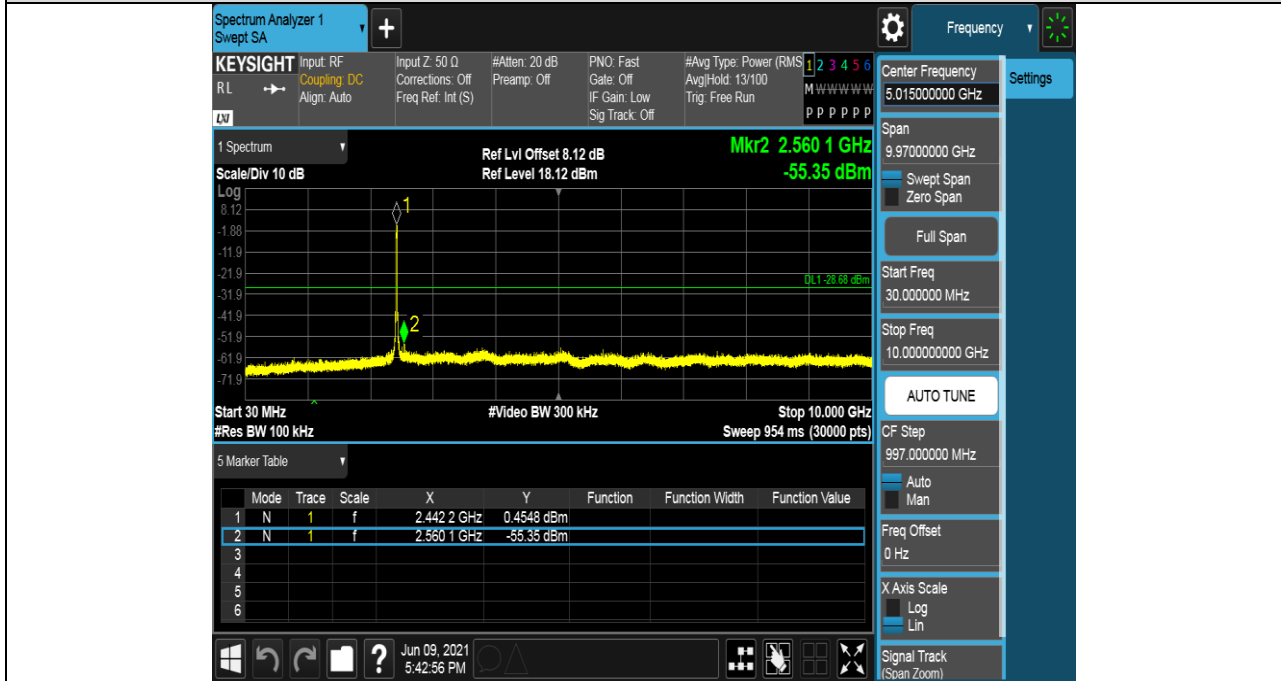 Spectrum Analyzer 1
Swept SA
Frequency
KEYSIGHT Input: RF Input Z: 50 Ω #Atten: 20 dB PNO: Fast #Avg Type: Power (RMS 1 2 3 4 5 6
RL Coupling: DC Corrections: Off Preamp: Off Gate: Off Avg|Hold: 13/100 M W W W W W
Align: Auto Freq Ref: Int (S) IF Gain: Low Trig: Free Run
LXI Sig Track: Off P P P P P P
1 Spectrum
Ref Lvl Offset 8.12 dB
Mkr2 2.560 1 GHz
Scale/Div 10 dB Ref Level 18.12 dBm -55.35 dBm
Log
8.12
-1.88
-11.9
-21.9
-31.9
-41.9
-51.9
-61.9
-71.9
1
2
DL1 -28.68 dBm
Start 30 MHz #Video BW 300 kHz Stop 10.000 GHz
#Res BW 100 kHz Sweep 954 ms (30000 pts)
5 Marker Table
Mode Trace Scale X Y Function Function Width Function Value
1 N 1 f 2.442 2 GHz 0.4548 dBm
2 N 1 f 2.560 1 GHz -55.35 dBm
3
4
5
6
Jun 09, 2021
5:42:56 PM
?
Center Frequency
5.015000000 GHz
Settings
Span
9.97000000 GHz
Swept Span
Zero Span
Full Span
Start Freq
30.000000 MHz
Stop Freq
10.000000000 GHz
AUTO TUNE
CF Step
997.000000 MHz
Auto
Man
Freq Offset
0 Hz
X Axis Scale
Log
Lin
Signal Track
(Span Zoom)